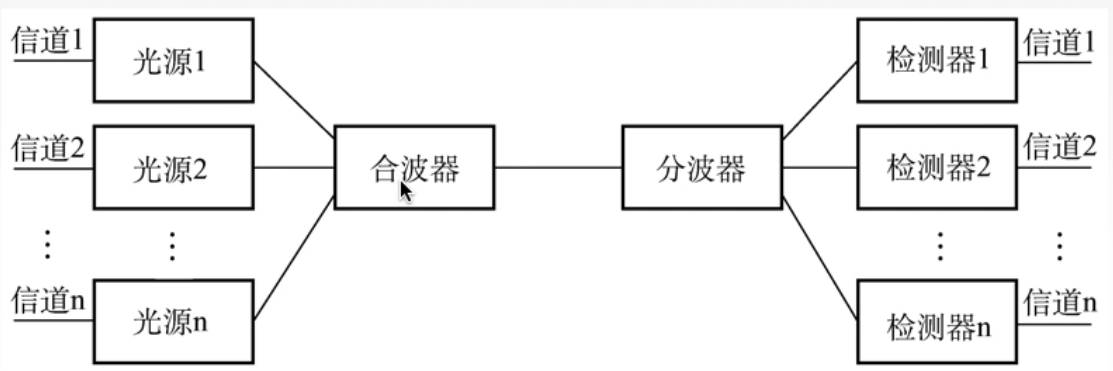 信道1
光源1
检测器1
信道1
信道2
光源2
合波器
分波器
检测器2
信道2
⋮
⋮
⋮
⋮
信道n
光源n
检测器n
信道n